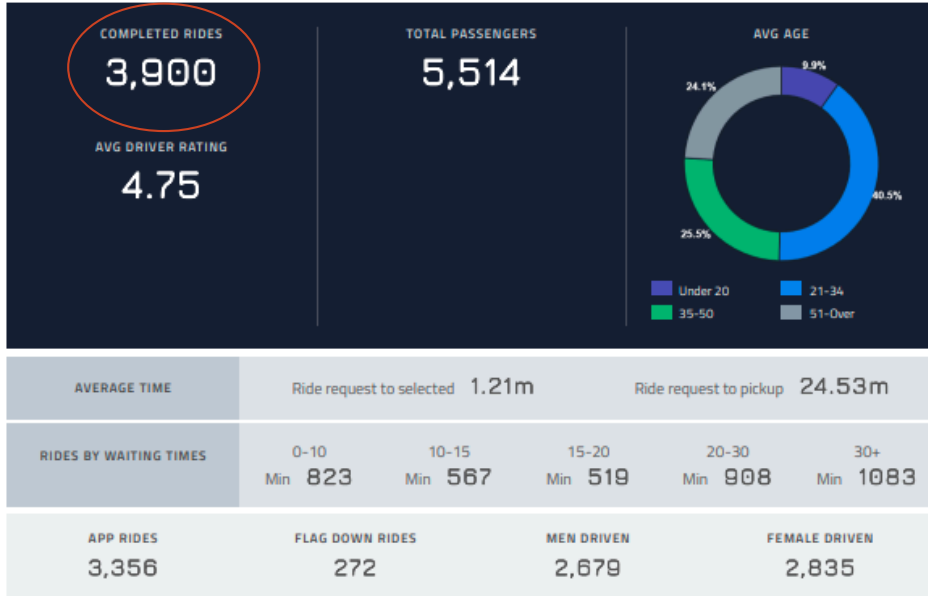 COMPLETED RIDES
3,900
AVG DRIVER RATING
4.75
TOTAL PASSENGERS
5,514
AVG AGE
9.9%
24.1%
40.5%
25.5%
Under 20
21-34
35-50
51-Over
AVERAGE TIME
Ride request to selected 1.21m
Ride request to pickup 24.53m
RIDES BY WAITING TIMES
0-10
Min 823
10-15
Min 567
15-20
Min 519
20-30
Min 908
30+
Min 1083
APP RIDES
3,356
FLAG DOWN RIDES
272
MEN DRIVEN
2,679
FEMALE DRIVEN
2,835